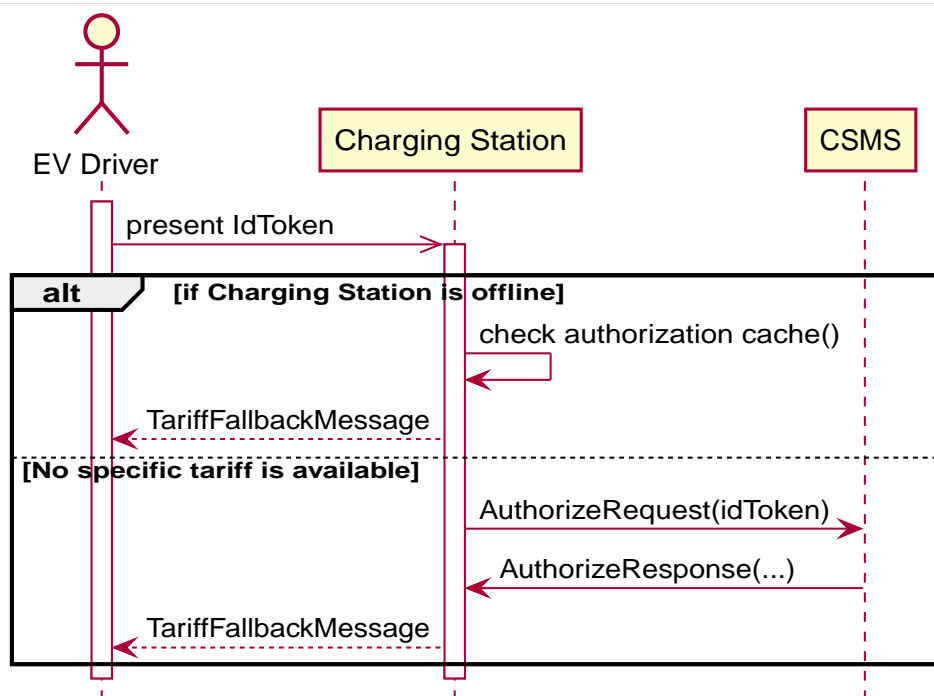 EV Driver
Charging Station
CSMS
present IdToken
alt
[if Charging Station is offline]
check authorization cache()
TariffFallbackMessage
[No specific tariff is available]
AuthorizeRequest(idToken)
AuthorizeResponse(...)
TariffFallbackMessage